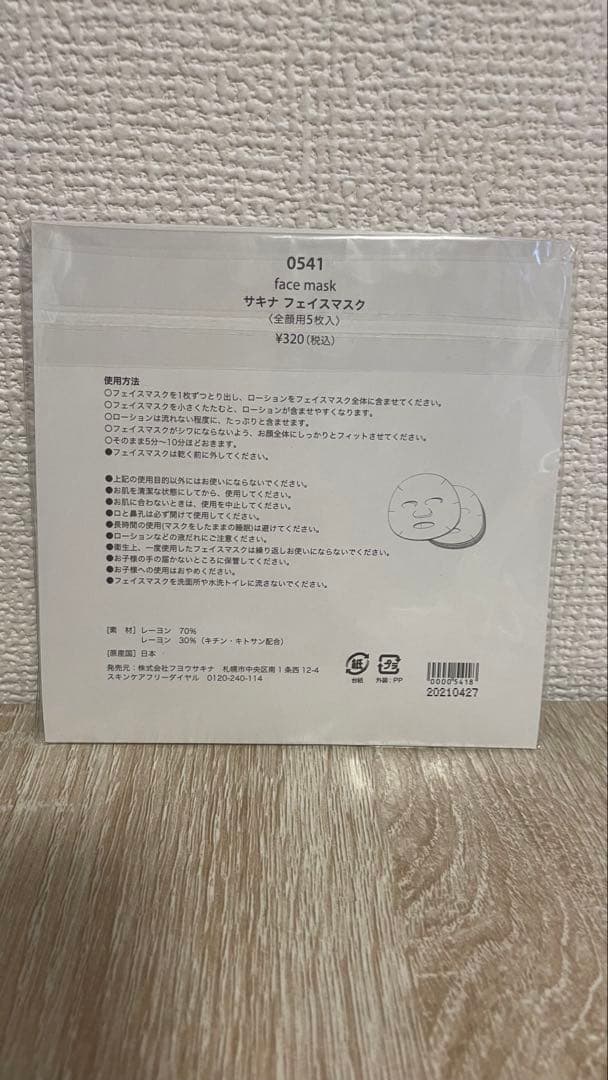 0541
face mask
サキナ フェイスマスク
〈全顔用5枚入〉
¥320(税込)
使用方法
○フェイスマスクを1枚ずつとり出し、ローションをフェイスマスク全体に含ませてください。
○フェイスマスクを小さくたたむと、ローションが含ませやすくなります。
○ローションは流れない程度に、たっぷりと含ませます。
○フェイスマスクがシワにならないよう、お顔全体にしっかりとフィットさせてください。
○そのまま5分〜10分ほどおきます。
●フェイスマスクは乾く前に外してください。
●上記の使用目的以外にはお使いにならないでください。
●お肌を清潔な状態にしてから、使用してください。
●お肌に合わないときは、使用を中止してください。
●口と鼻孔は必ず開けて使用してください。
●長時間の使用(マスクをしたままの睡眠)は避けてください。
●ローションなどの液だれにご注意ください。
●衛生上、一度使用したフェイスマスクは繰り返しお使いにならないでください。
●お子様の手の届かないところに保管してください。
●お子様への使用はおやめください。
●フェイスマスクを洗面所や水洗トイレに流さないでください。
[素 材] レーヨン 70%
レーヨン 30%(キチン・キトサン配合)
[原産国] 日本
発売元:株式会社フヨウサキナ 札幌市中央区南1条西12-4
スキンケアフリーダイヤル 0120-240-114
紙
台紙
プラ
外装:PP
00005418
20210427